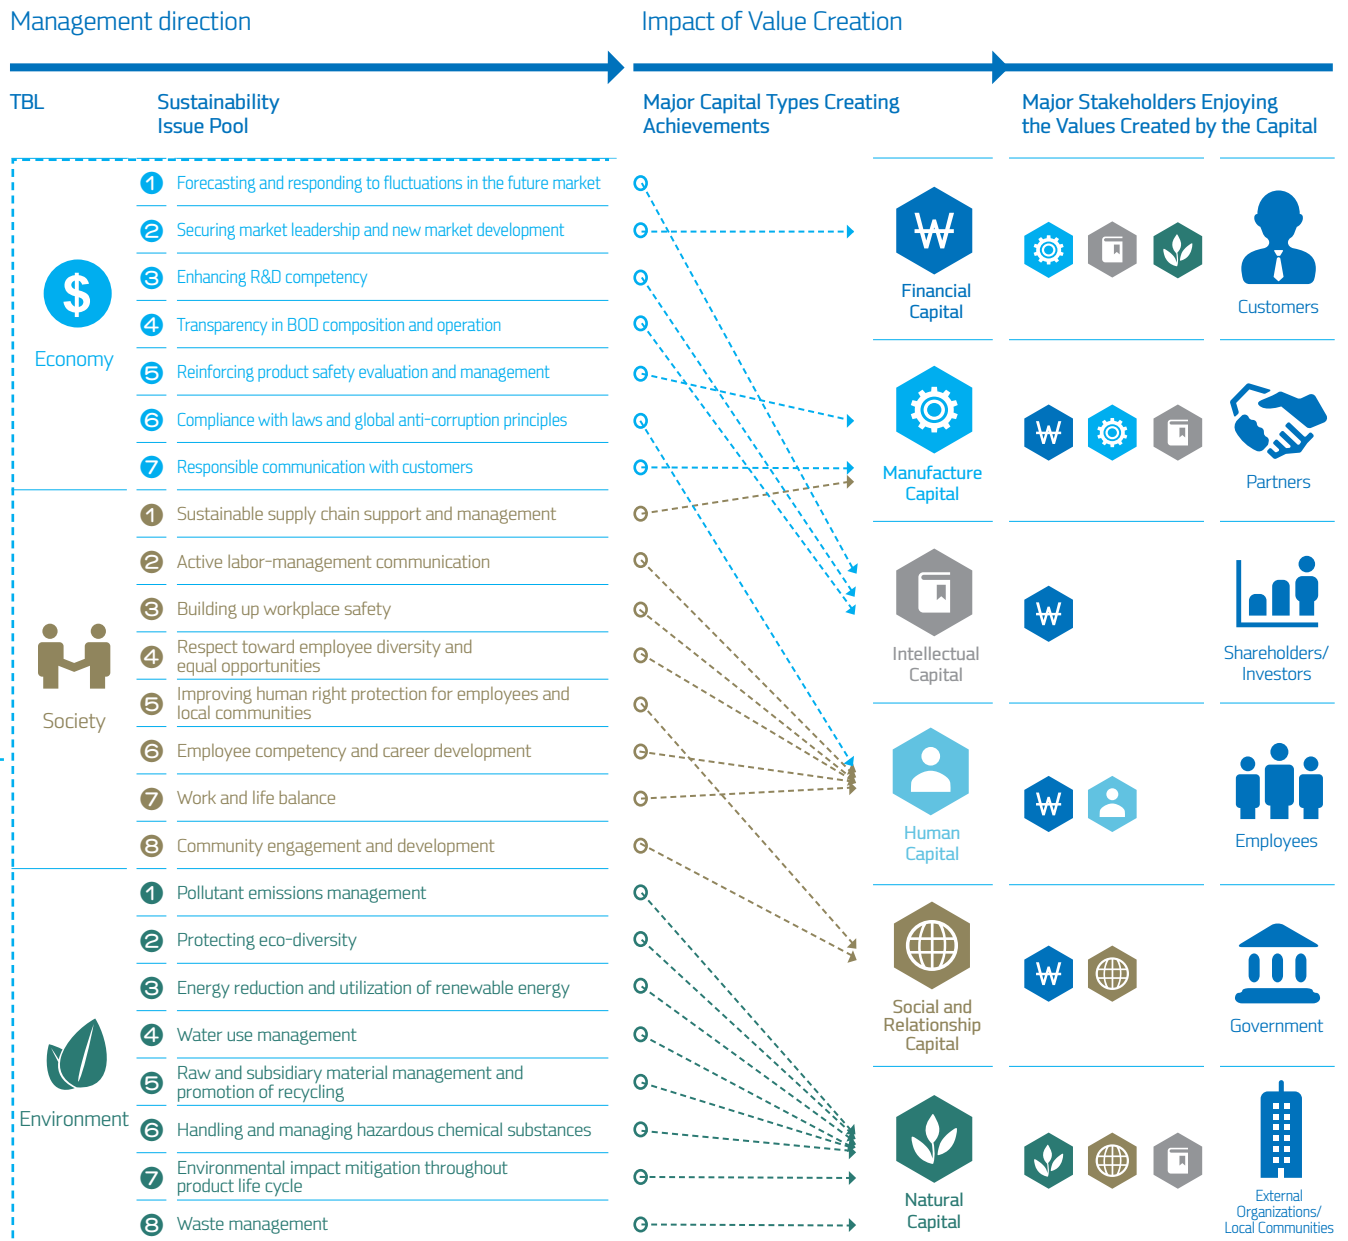 Management direction
Impact of Value Creation
TBL
Sustainability
Issue Pool
Major Capital Types Creating
Achievements
Major Stakeholders Enjoying
the Values Created by the Capital
$
Economy
1 Forecasting and responding to fluctuations in the future market
2 Securing market leadership and new market development
3 Enhancing R&D competency
4 Transparency in BOD composition and operation
5 Reinforcing product safety evaluation and management
6 Compliance with laws and global anti-corruption principles
7 Responsible communication with customers
Society
1 Sustainable supply chain support and management
2 Active labor-management communication
3 Building up workplace safety
4 Respect toward employee diversity and
equal opportunities
5 Improving human right protection for employees and
local communities
6 Employee competency and career development
7 Work and life balance
8 Community engagement and development
Environment
1 Pollutant emissions management
2 Protecting eco-diversity
3 Energy reduction and utilization of renewable energy
4 Water use management
5 Raw and subsidiary material management and
promotion of recycling
6 Handling and managing hazardous chemical substances
7 Environmental impact mitigation throughout
product life cycle
8 Waste management
₩
Financial
Capital
Manufacture
Capital
Intellectual
Capital
Human
Capital
Social and
Relationship
Capital
Natural
Capital
Customers
₩
Partners
₩
Shareholders/
Investors
₩
Employees
₩
Government
External
Organizations/
Local Communities